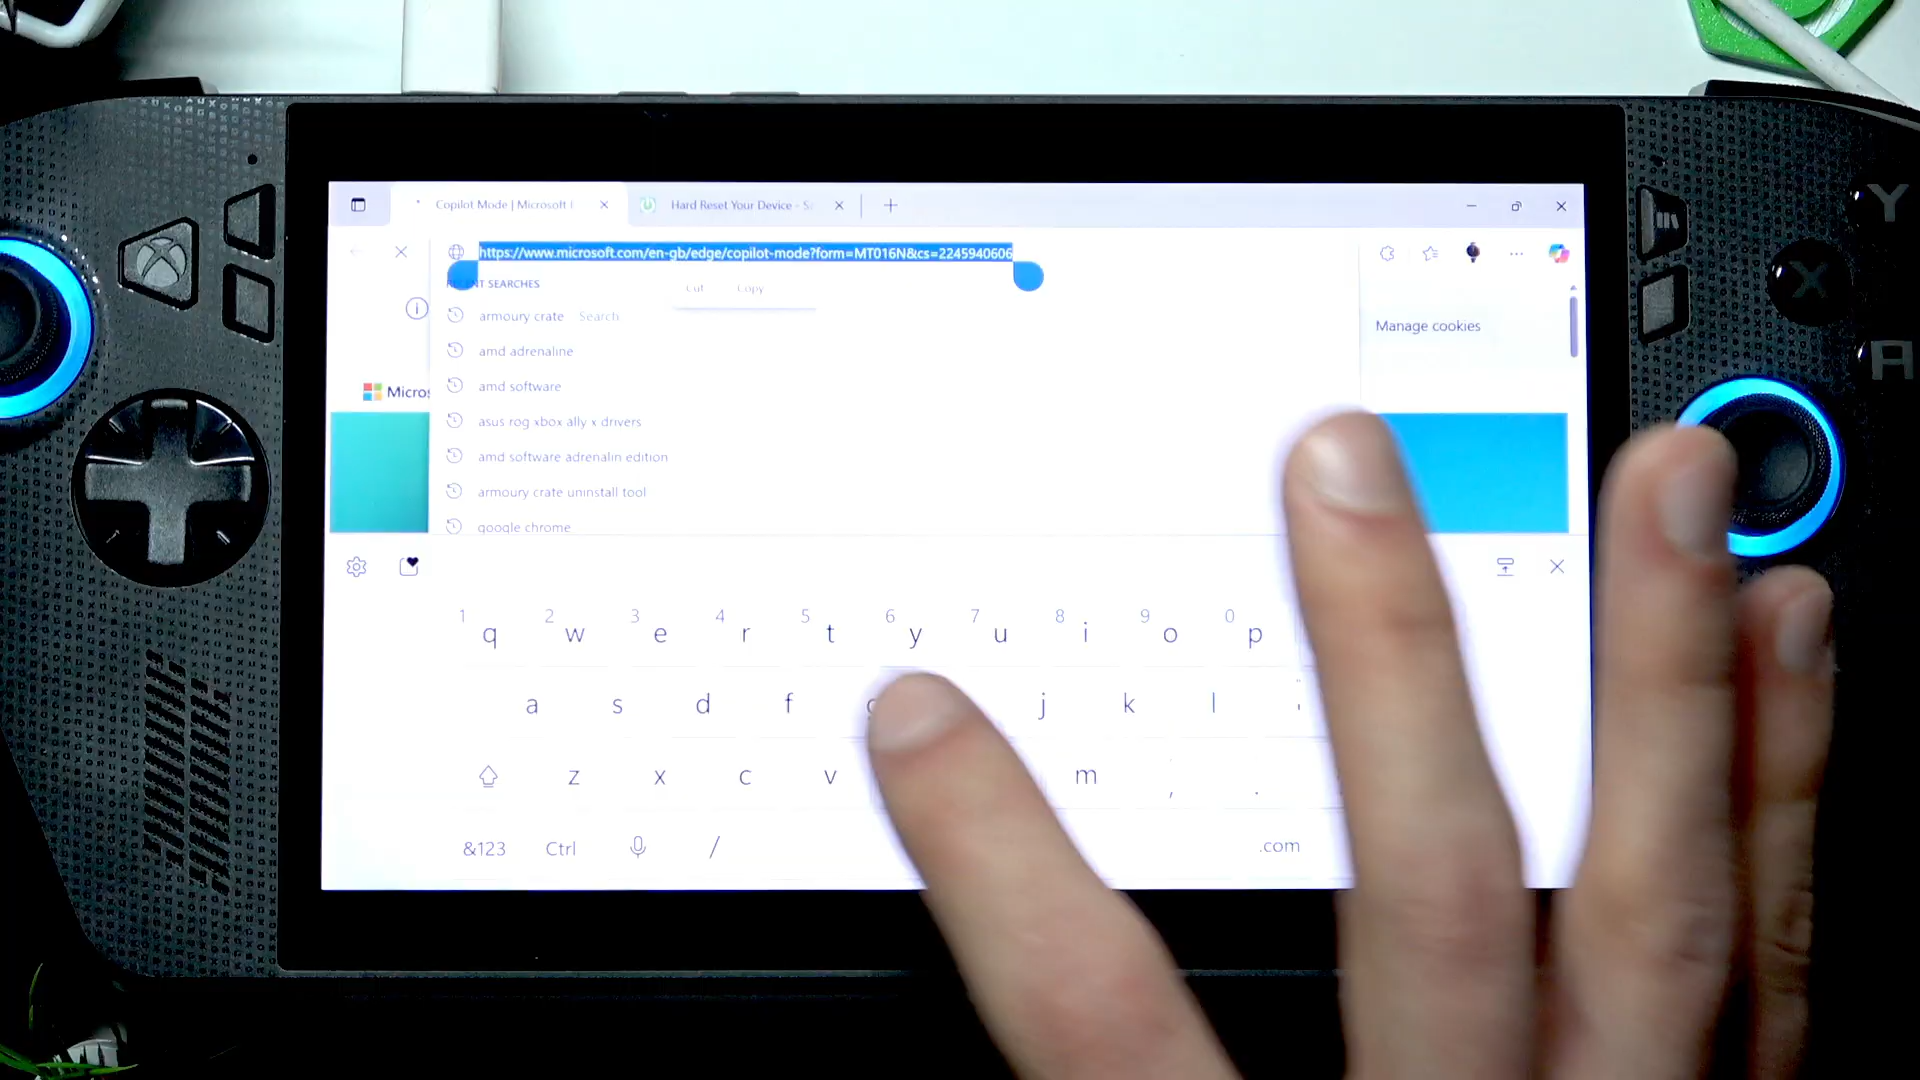 Copilot Mode | Microsoft
Hard Reset Your Device - S
https://www.microsoft.com/en-gb/edge/copilot-mode?form=MT016N&cs=2245940606
RECENT SEARCHES
Cut Copy
armoury crate Search
amd adrenaline
amd software
asus rog xbox ally x drivers
amd software adrenalin edition
armoury crate uninstall tool
google chrome
Manage cookies
Micros
1 2 3 4 5 6 7 8 9 0
q w e r t y u i o p
a s d f j k l '
z x c v m , .
&123 Ctrl / .com
Y
X
A